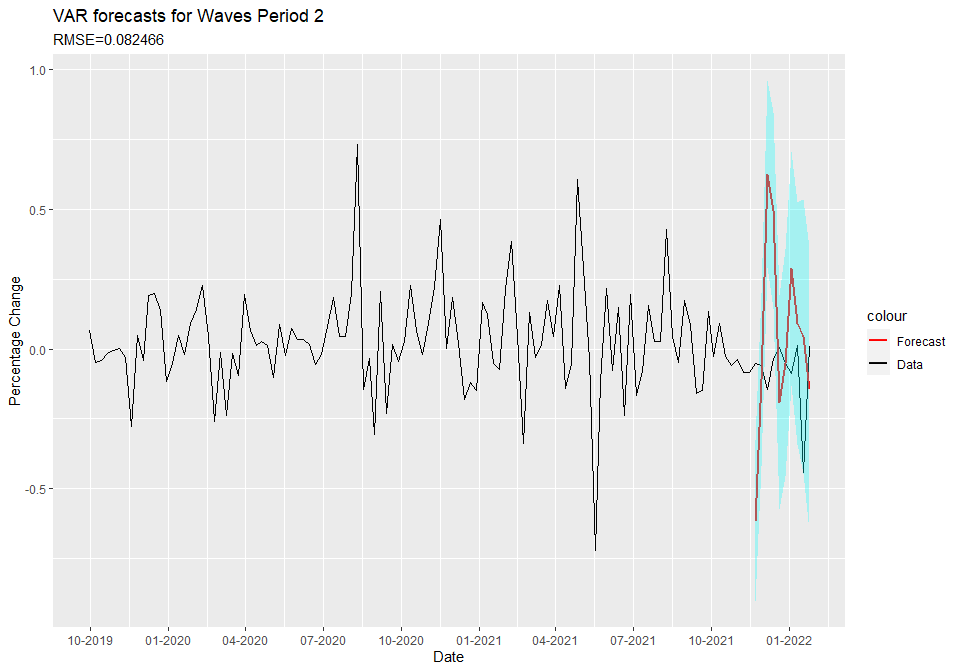 VAR forecasts for Waves Period 2
RMSE=0.082466
1.0
0.5
0.0
-0.5
Percentage Change
10-2019 01-2020 04-2020 07-2020 10-2020 01-2021 04-2021 07-2021 10-2021 01-2022
Date
colour
Forecast
Data